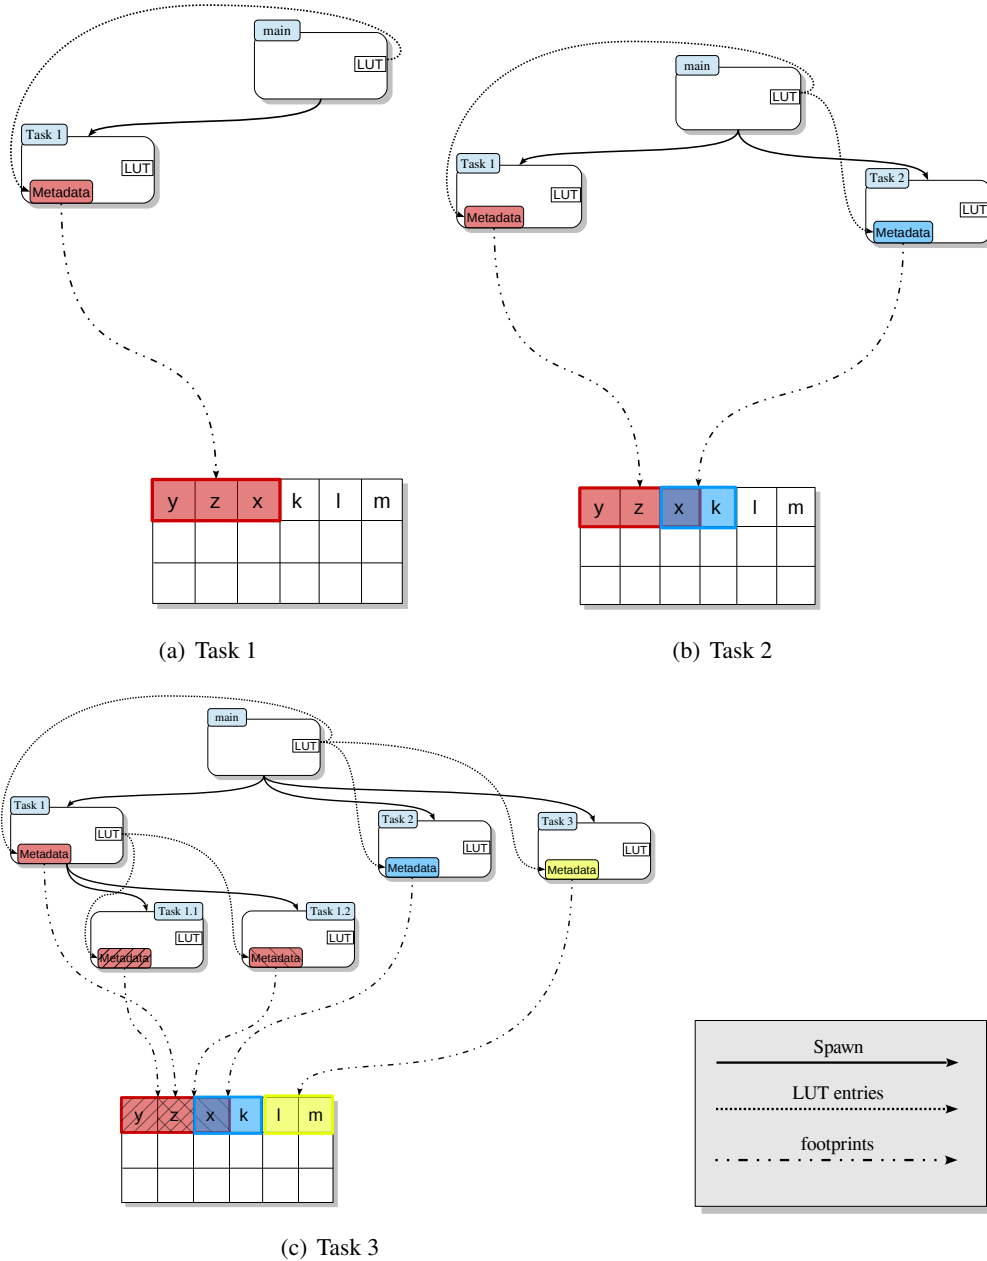 main
LUT
Task 1
LUT
Metadata
y z x k l m
(a) Task 1
main
LUT
Task 1
LUT
Metadata
Task 2
LUT
Metadata
y z x k l m
(b) Task 2
main
LUT
Task 1
LUT
Metadata
Task 2
LUT
Metadata
Task 3
LUT
Metadata
Task 1.1
LUT
Metadata
Task 1.2
LUT
Metadata
y z x k l m
(c) Task 3
Spawn
LUT entries
footprints